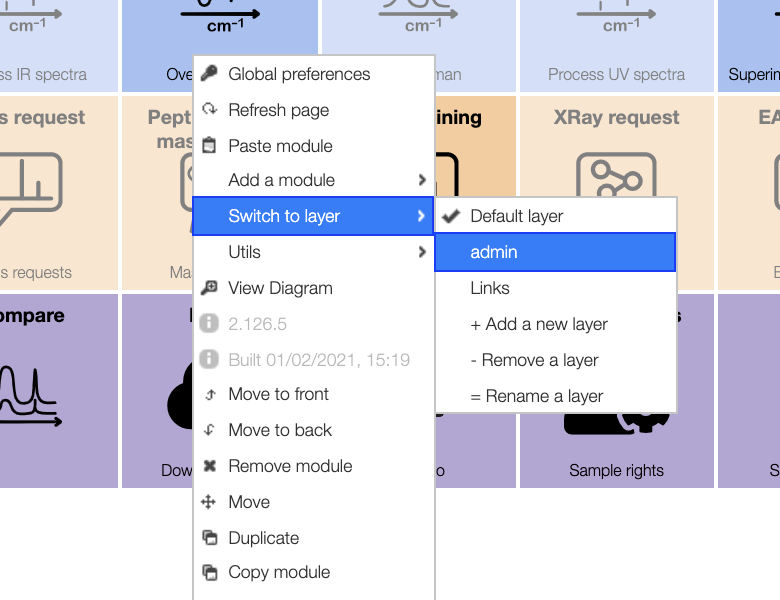 cm⁻¹
cm⁻¹
cm⁻¹
cm⁻¹
ss IR spectra
Ove
man
Process UV spectra
Superim
s request
Pept
mas
ining
XRay request
EA
s requests
Mas
E
ompare
s
Dow
o
Sample rights
S
Global preferences
Refresh page
Paste module
Add a module
Switch to layer
Utils
View Diagram
2.126.5
Built 01/02/2021, 15:19
Move to front
Move to back
Remove module
Move
Duplicate
Copy module
Default layer
admin
Links
+ Add a new layer
- Remove a layer
= Rename a layer